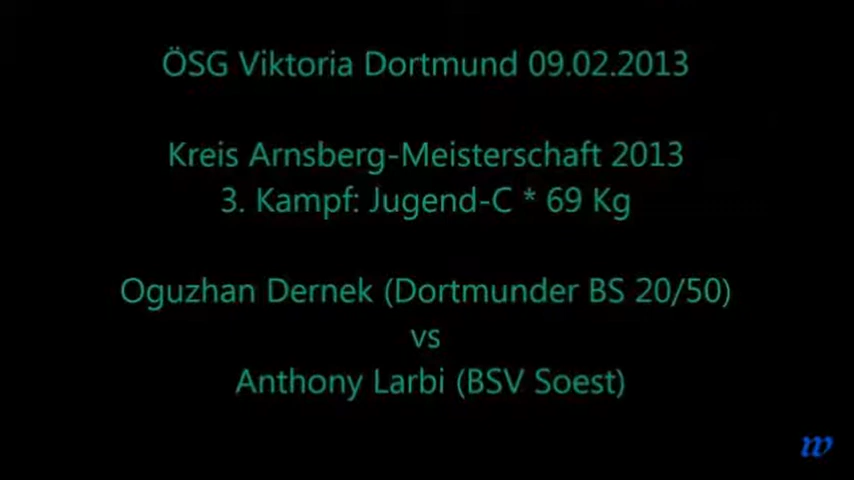 ÖSG Viktoria Dortmund 09.02.2013
Kreis Arnsberg-Meisterschaft 2013
3. Kampf: Jugend-C * 69 Kg
Oguzhan Dernek (Dortmunder BS 20/50)
vs
Anthony Larbi (BSV Soest)
w